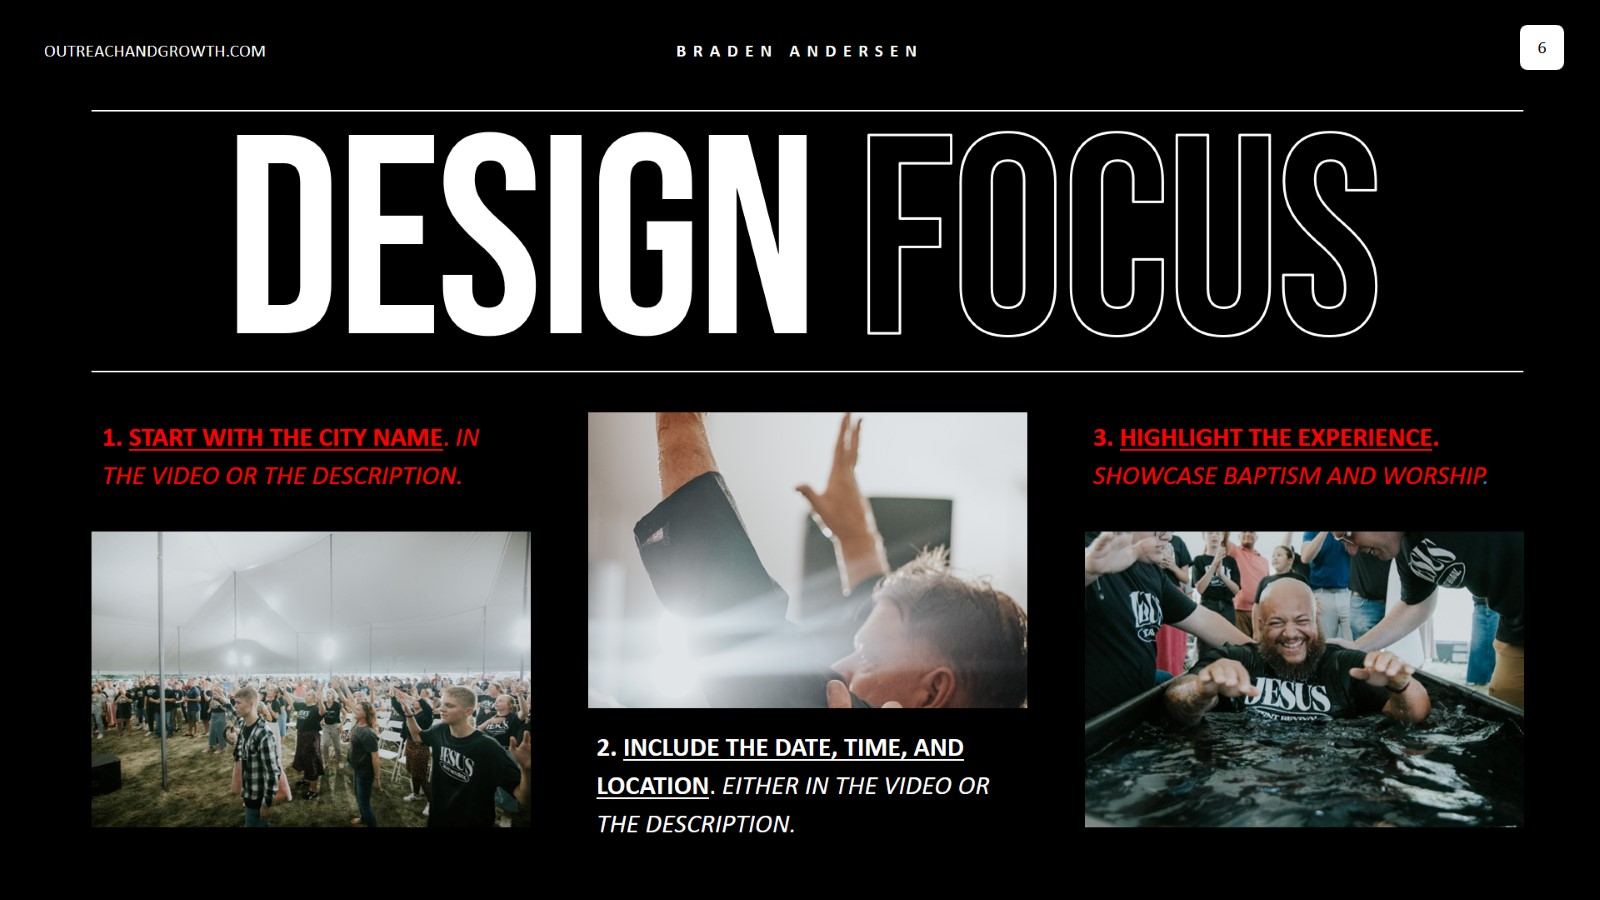 OUTREACHANDGROWTH.COM
BRADEN ANDERSEN
6
DESIGN FOCUS
1. START WITH THE CITY NAME. IN
THE VIDEO OR THE DESCRIPTION.
2. INCLUDE THE DATE, TIME, AND
LOCATION. EITHER IN THE VIDEO OR
THE DESCRIPTION.
3. HIGHLIGHT THE EXPERIENCE.
SHOWCASE BAPTISM AND WORSHIP.
JESUS
JESUS
TENT REVIVAL